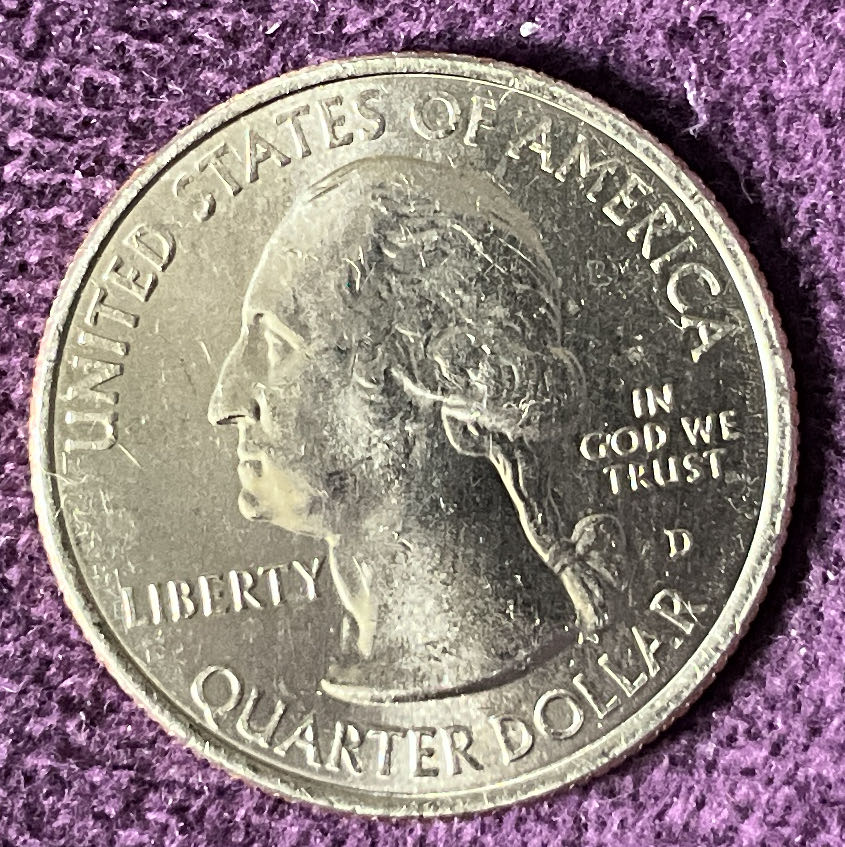 UNITED STATES OF AMERICA
IN
GOD WE
TRUST
D
LIBERTY
QUARTER DOLLAR